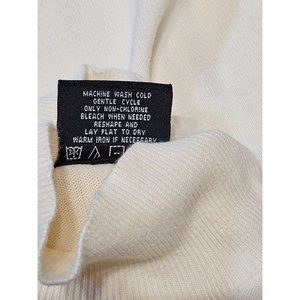 MACHINE WASH COLD
GENTLE CYCLE
ONLY NON-CHLORINE
BLEACH WHEN NEEDED
RESHAPE AND
LAY FLAT TO DRY
WARM IRON IF NECESSARY